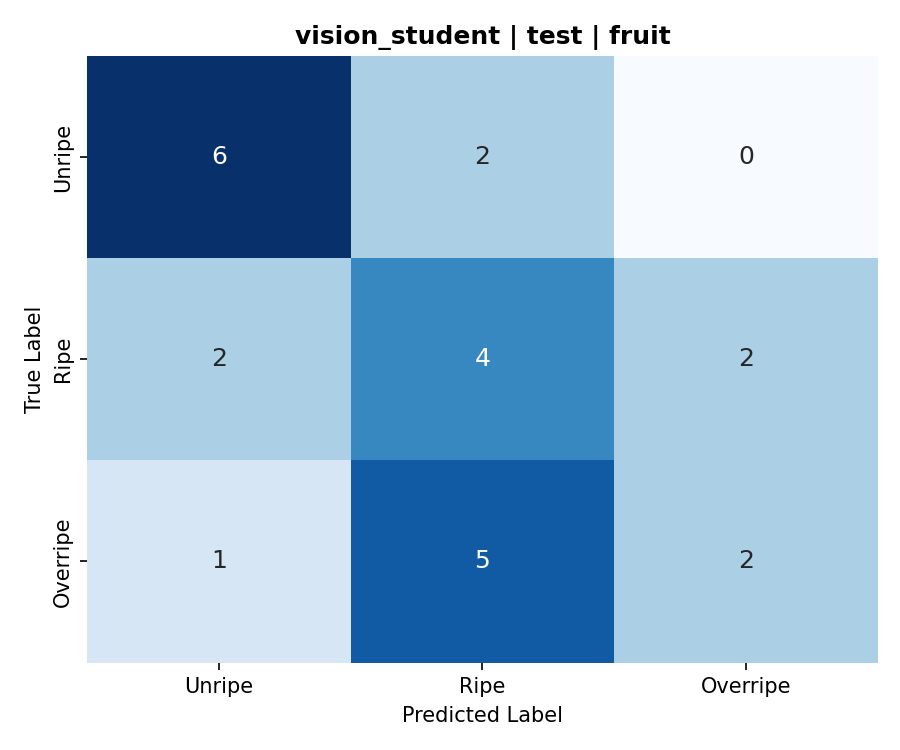 vision_student | test | fruit
True Label
Unripe
6 2 0
Ripe
2 4 2
Overripe
1 5 2
Unripe Ripe Overripe
Predicted Label